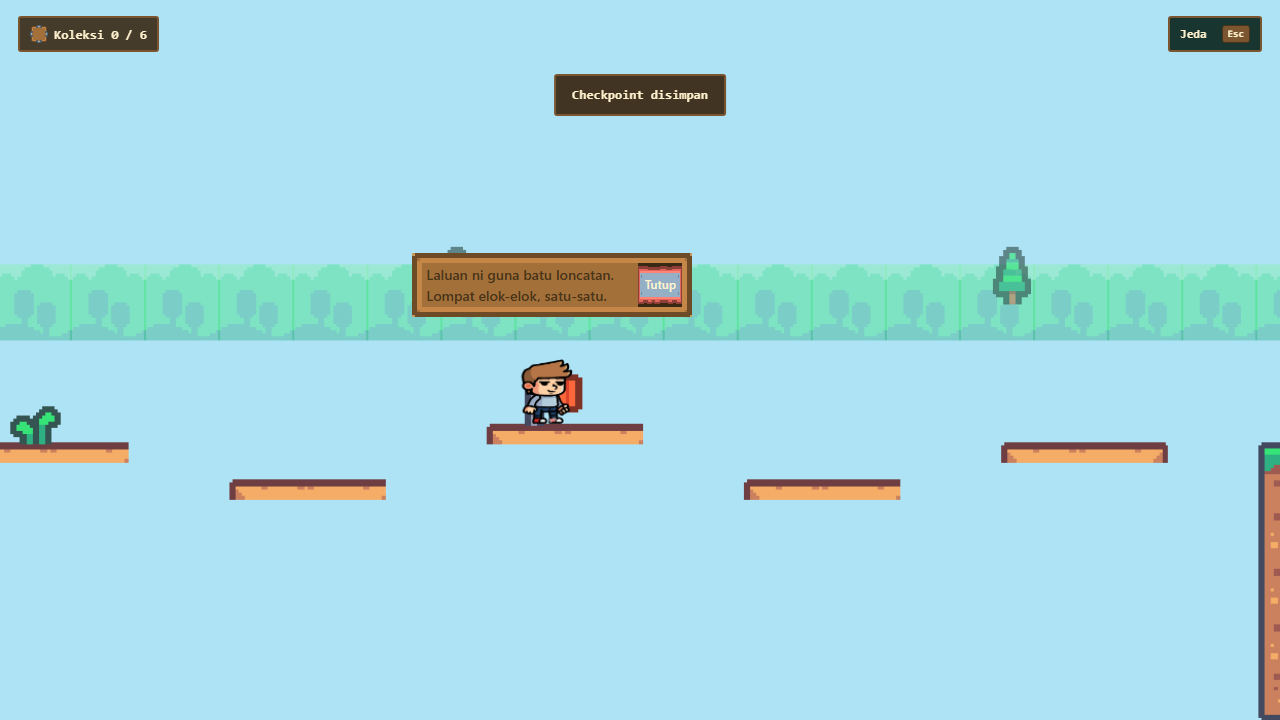 Koleksi 0 / 6
Jeda Esc
Checkpoint disimpan
Laluan ni guna batu loncatan.
Lompat elok-elok, satu-satu.
Tutup